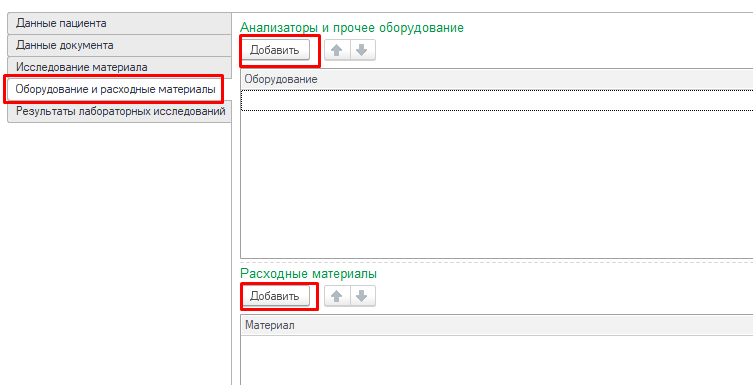 Данные пациента
Данные документа
Исследование материала
Оборудование и расходные материалы
Результаты лабораторных исследований
Анализаторы и прочее оборудование
Добавить
Оборудование
Расходные материалы
Добавить
Материал